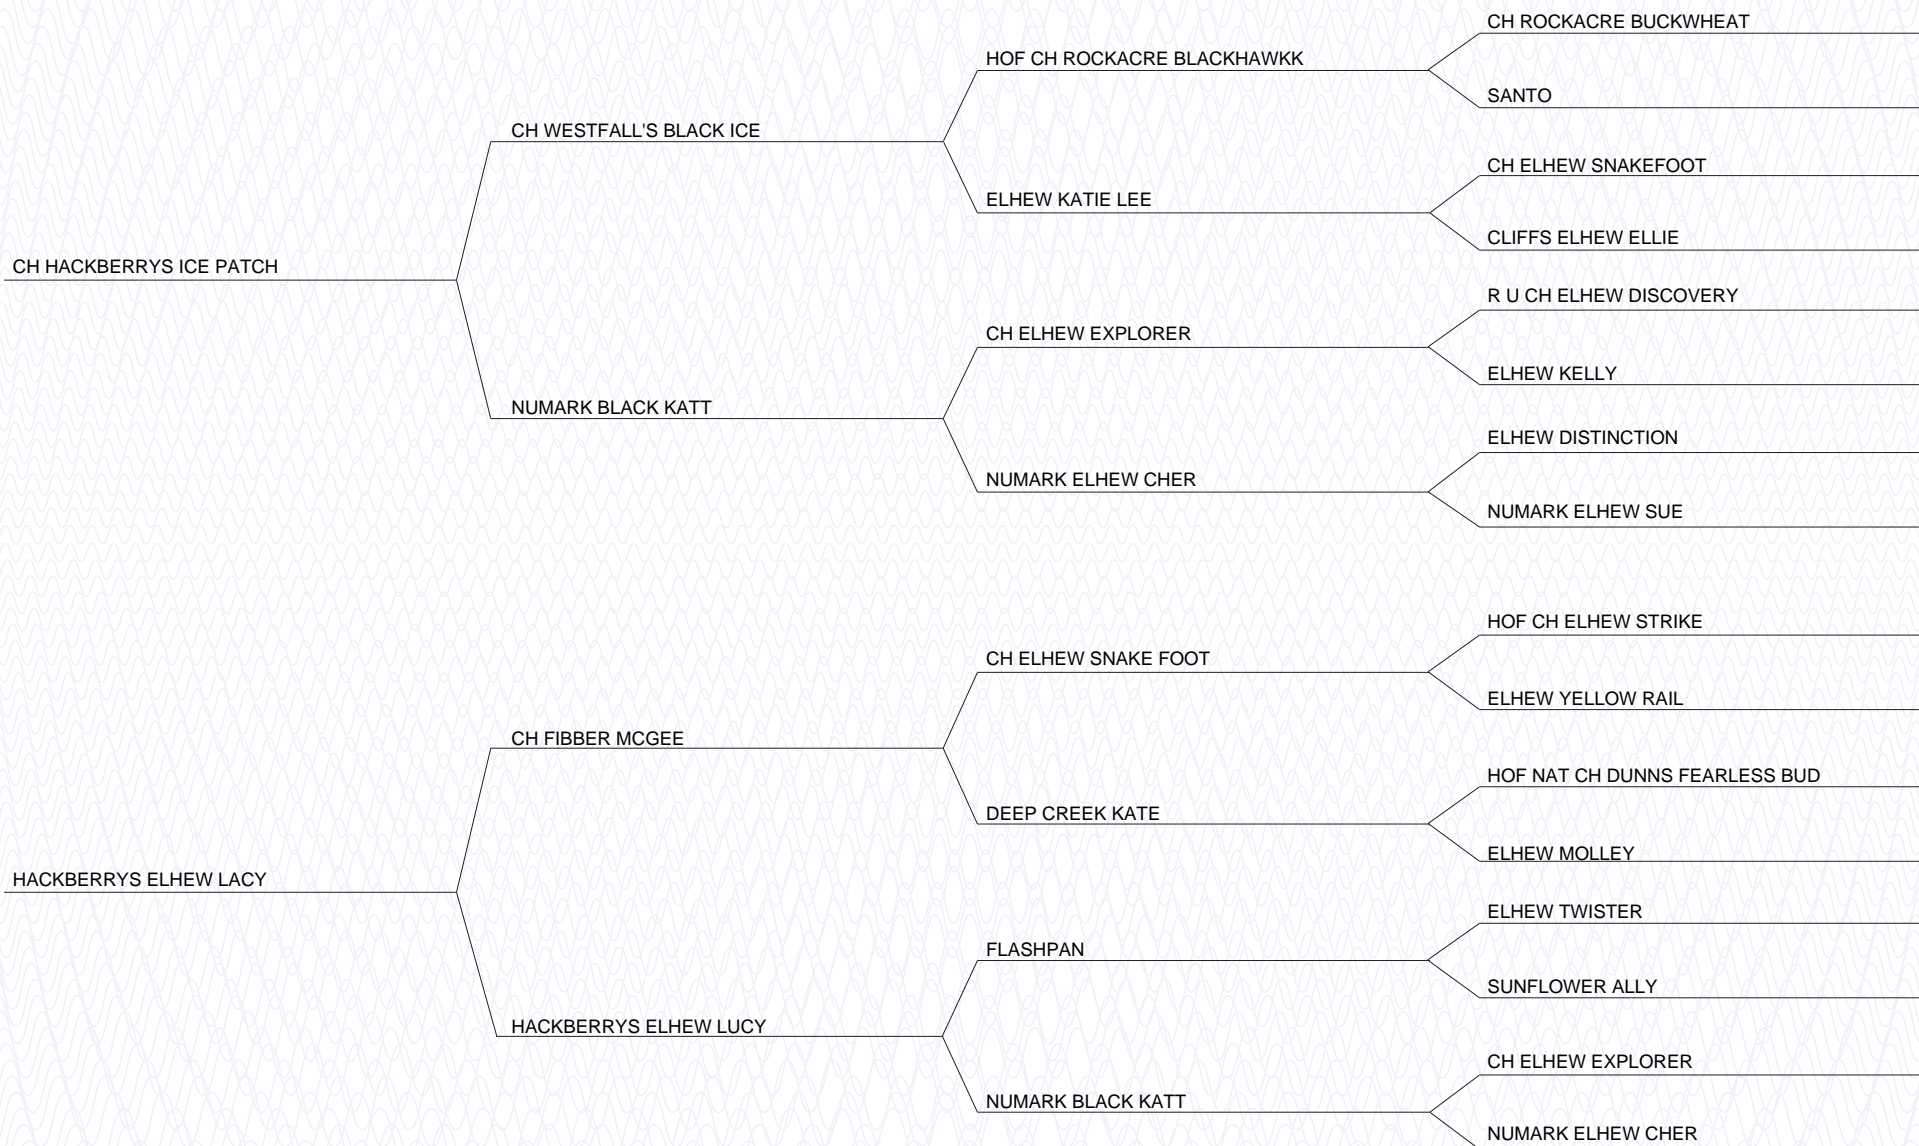 CH ROCKACRE BUCKWHEAT
HOF CH ROCKACRE BLACKHAWKK
SANTO
CH WESTFALL'S BLACK ICE
CH ELHEW SNAKEFOOT
ELHEW KATIE LEE
CLIFFS ELHEW ELLIE
CH HACKBERRYS ICE PATCH
R U CH ELHEW DISCOVERY
CH ELHEW EXPLORER
ELHEW KELLY
NUMARK BLACK KATT
ELHEW DISTINCTION
NUMARK ELHEW CHER
NUMARK ELHEW SUE
HOF CH ELHEW STRIKE
CH ELHEW SNAKE FOOT
ELHEW YELLOW RAIL
CH FIBBER MCGEE
HOF NAT CH DUNNS FEARLESS BUD
DEEP CREEK KATE
ELHEW MOLLEY
HACKBERRYS ELHEW LACY
ELHEW TWISTER
FLASHPAN
SUNFLOWER ALLY
HACKBERRYS ELHEW LUCY
CH ELHEW EXPLORER
NUMARK BLACK KATT
NUMARK ELHEW CHER